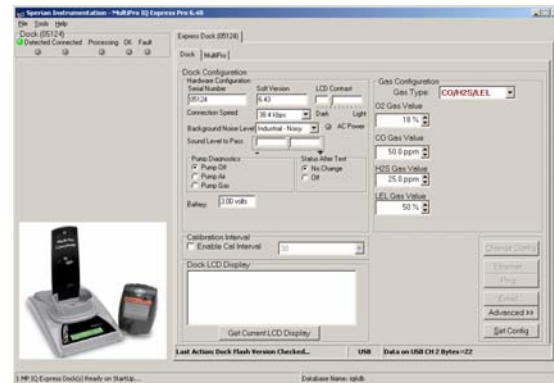 Sperian Instrumentation - MultiPro IQ Express Pro 6.40
File Tools Help
Dock (05124)
Detected Connected Processing OK Fault
Express Dock (05124)
Dock MultiPro
Dock Configuration
Hardware Configuration
Serial Number Soft Version LCD Contrast
05124 6.43
Connection Speed 38.4 kbps Dark Light
Background Noise Level Industrial - Noisy AC Power
Sound Level to Pass
Pump Diagnostics
Pump Off
Pump Air
Pump Gas
Status After Test
No Change
Off
Battery 3.00 volts
Gas Configuration
Gas Type: CO/H2S/LEL
O2 Gas Value
18 %
CO Gas Value
50.0 ppm
H2S Gas Value
25.0 ppm
LEL Gas Value
50 %
Calibration Interval
Enable Cal Interval 30
Dock LCD Display
Get Current LCD Display
Change Config
Ethernet
Ping
Email
Advanced >>
Set Config
Last Action: Dock Flash Version Checked... USB Data on USB CH 2 Bytes=22
1 MP IQ Express Dock(s) Ready on StartUp... Database Name: iqdb